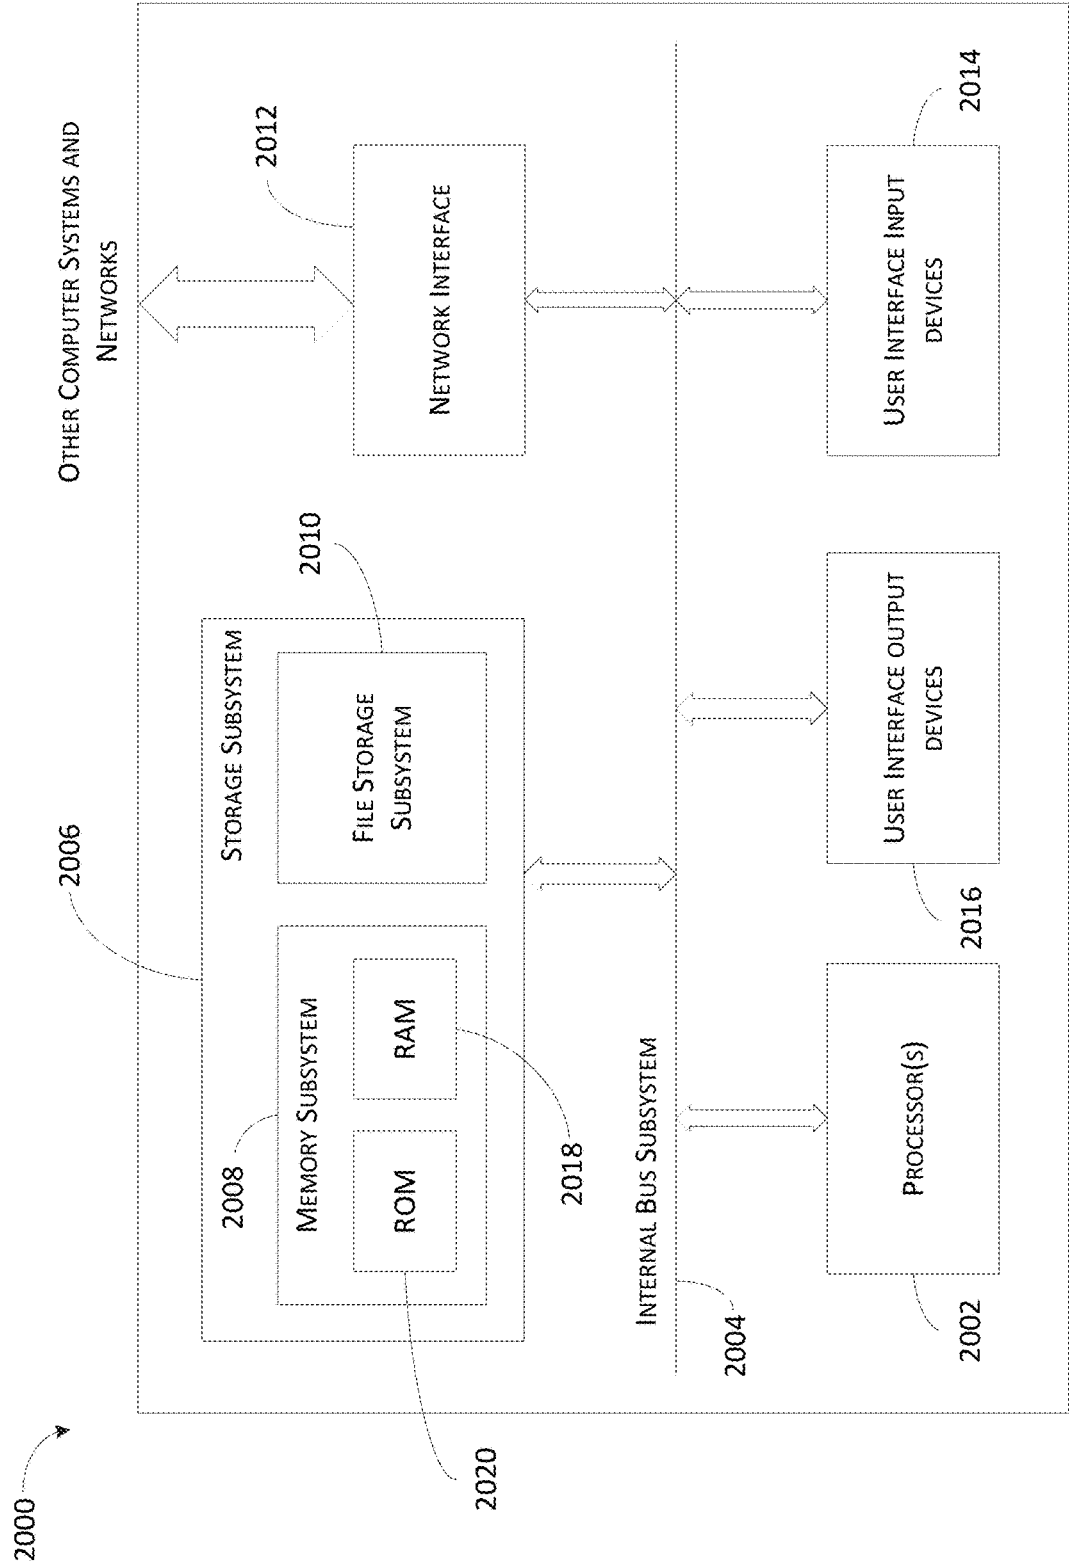 2000
OTHER COMPUTER SYSTEMS AND
NETWORKS
2006
STORAGE SUBSYSTEM
2008
MEMORY SUBSYSTEM
ROM
RAM
2020
2018
FILE STORAGE
SUBSYSTEM
2010
2012
NETWORK INTERFACE
INTERNAL BUS SUBSYSTEM
2004
PROCESSOR(S)
2002
USER INTERFACE OUTPUT
DEVICES
2016
USER INTERFACE INPUT
DEVICES
2014